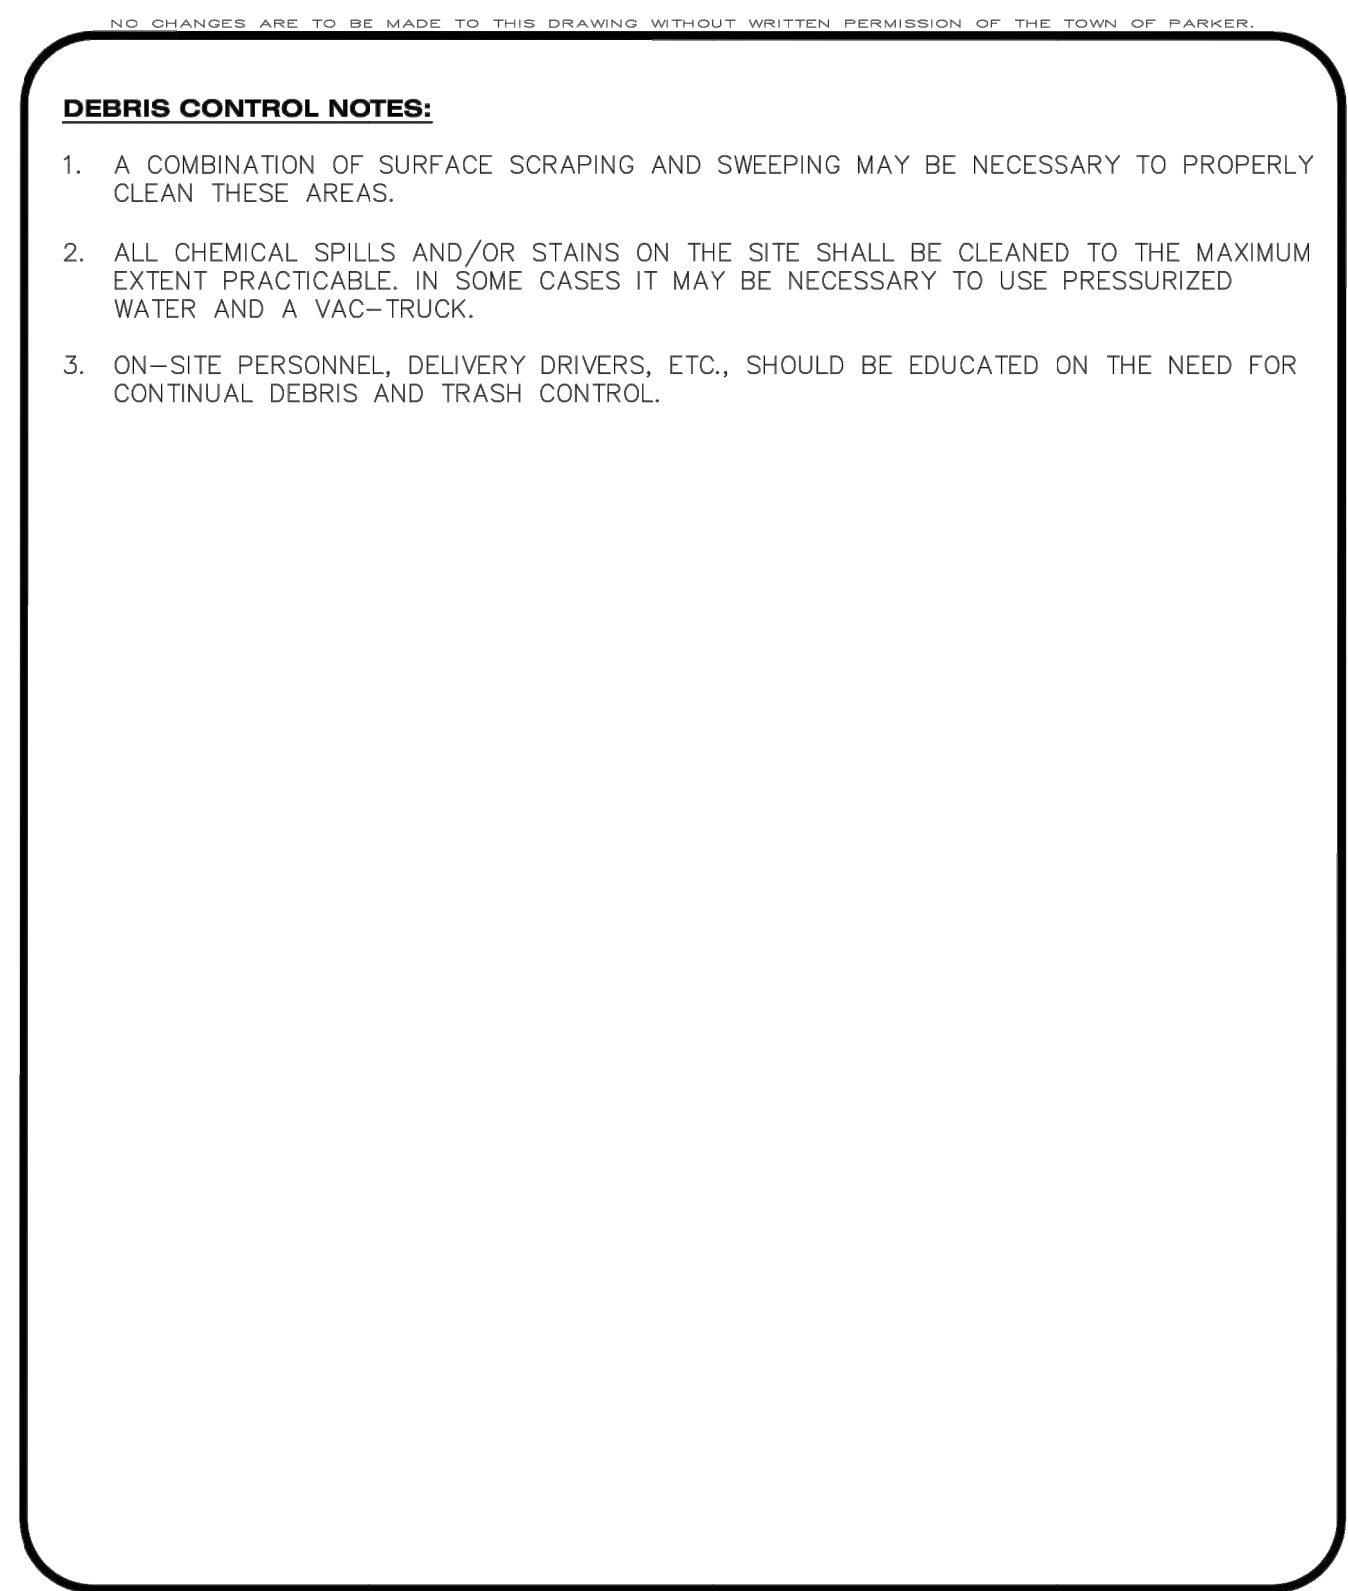 NO CHANGES ARE TO BE MADE TO THIS DRAWING WITHOUT WRITTEN PERMISSION OF THE TOWN OF PARKER.
DEBRIS CONTROL NOTES:
1. A COMBINATION OF SURFACE SCRAPING AND SWEEPING MAY BE NECESSARY TO PROPERLY
CLEAN THESE AREAS.
2. ALL CHEMICAL SPILLS AND/OR STAINS ON THE SITE SHALL BE CLEANED TO THE MAXIMUM
EXTENT PRACTICABLE. IN SOME CASES IT MAY BE NECESSARY TO USE PRESSURIZED
WATER AND A VAC-TRUCK.
3. ON-SITE PERSONNEL, DELIVERY DRIVERS, ETC., SHOULD BE EDUCATED ON THE NEED FOR
CONTINUAL DEBRIS AND TRASH CONTROL.